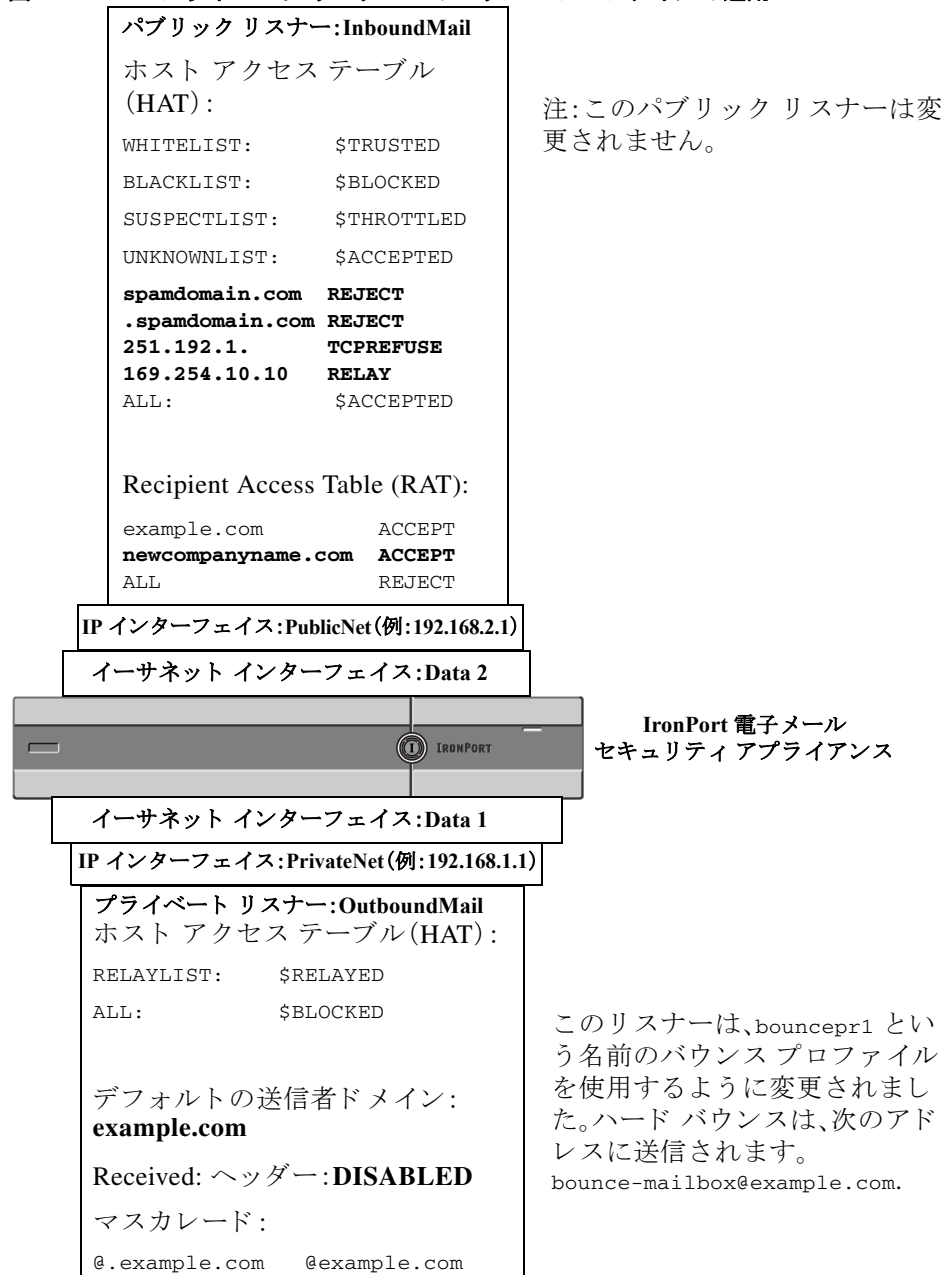 パブリック リスナー:InboundMail
ホスト アクセス テーブル
(HAT):
WHITELIST: $TRUSTED
BLACKLIST: $BLOCKED
SUSPECTLIST: $THROTTLED
UNKNOWNLIST: $ACCEPTED
spamdomain.com REJECT
.spamdomain.com REJECT
251.192.1. TCPREFUSE
169.254.10.10 RELAY
ALL: $ACCEPTED
Recipient Access Table (RAT):
example.com ACCEPT
newcompanyname.com ACCEPT
ALL REJECT
注:このパブリック リスナーは変
更されません。
IP インターフェイス:PublicNet(例:192.168.2.1)
イーサネット インターフェイス:Data 2
IRONPORT
IronPort 電子メール
セキュリティ アプライアンス
イーサネット インターフェイス:Data 1
IP インターフェイス:PrivateNet(例:192.168.1.1)
プライベート リスナー:OutboundMail
ホスト アクセス テーブル(HAT):
RELAYLIST: $RELAYED
ALL: $BLOCKED
デフォルトの送信者ドメイン:
example.com
Received: ヘッダー:DISABLED
マスカレード:
@.example.com @example.com
このリスナーは、bouncepr1 とい
う名前のバウンス プロファイル
を使用するように変更されまし
た。ハード バウンスは、次のアド
レスに送信されます。
bounce-mailbox@example.com.